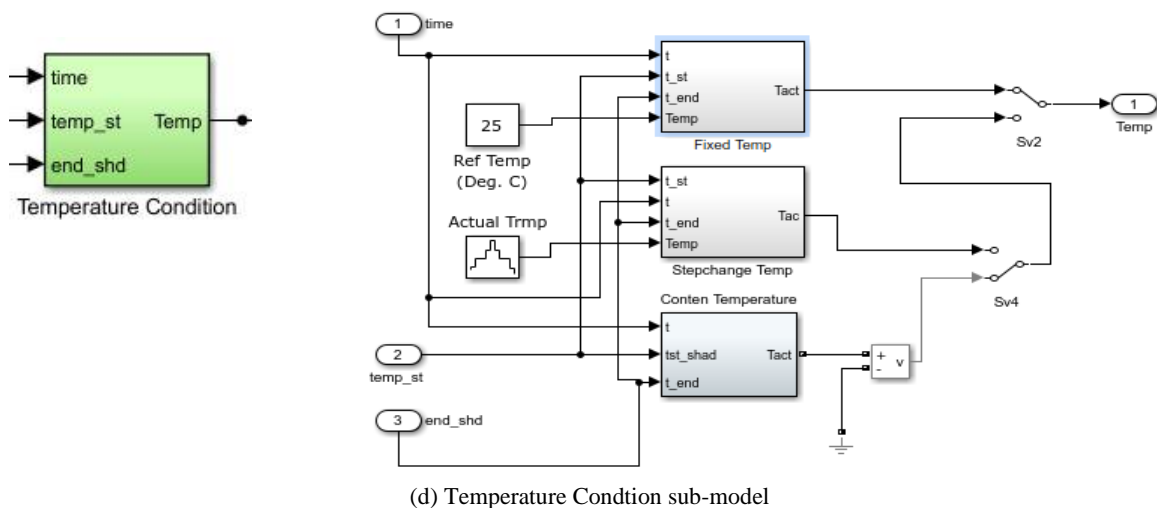 time
temp_st
Temp
end_shd
Temperature Condition
1
time
t
t_st
t_end
Temp
Tact
Fixed Temp
25
Ref Temp
(Deg. C)
Actual Trmp
t_st
t
t_end
Temp
Tac
Stepchange Temp
Conten Temperature
t
tst_shad
t_end
Tact
2
temp_st
3
end_shd
+
-
v
Sv2
Sv4
1
Temp
(d) Temperature Condtion sub-model